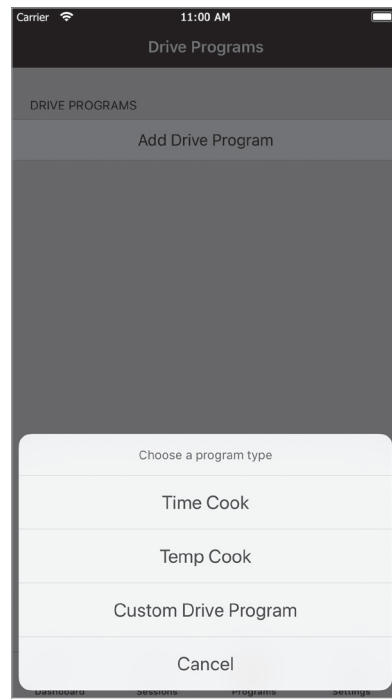 Carrier 11:00 AM
Drive Programs
DRIVE PROGRAMS
Add Drive Program
Choose a program type
Time Cook
Temp Cook
Custom Drive Program
Cancel
Dashboard Sessions Programs Settings